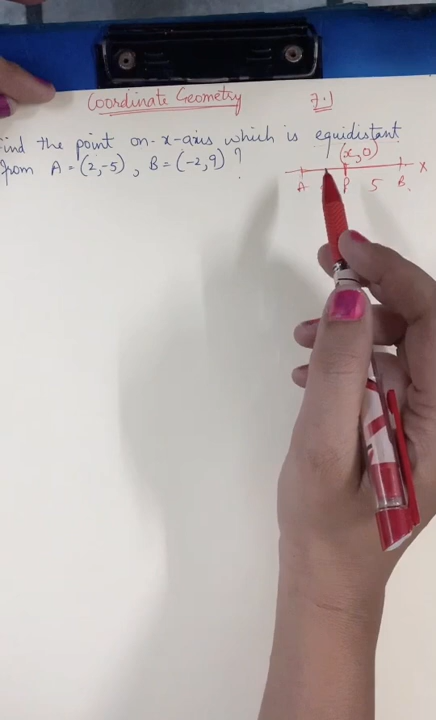 Coordinate Geometry 7.1
ind the point on x-axis which is equidistant
from A = (2,-5), B = (-2,9)?
(x,0)
A P 5 B X